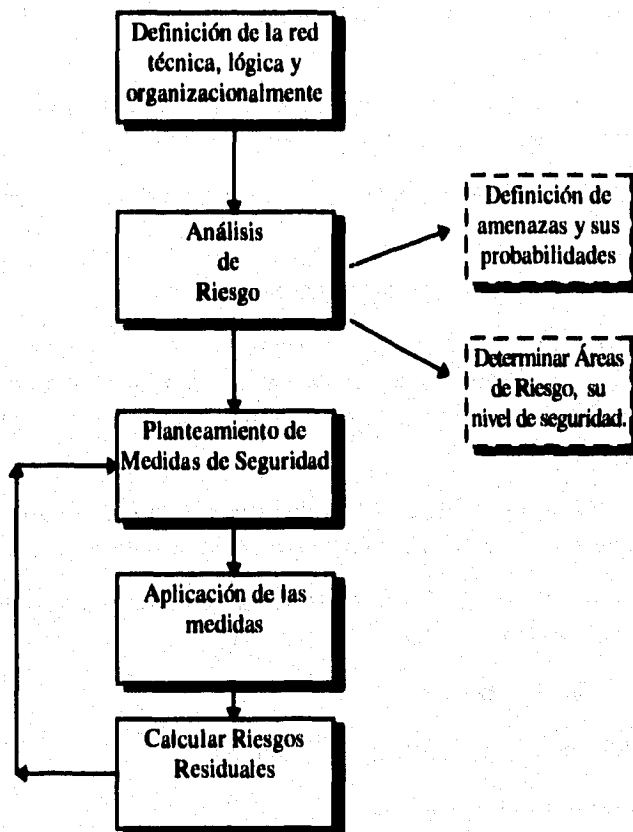 Definición de la red
técnica, lógica y
organizacionalmente
Análisis
de
Riesgo
Definición de
amenazas y sus
probabilidades
Determinar Áreas
de Riesgo, su
nivel de seguridad.
Planteamiento de
Medidas de Seguridad
Aplicación de las
medidas
Calcular Riesgos
Residuales